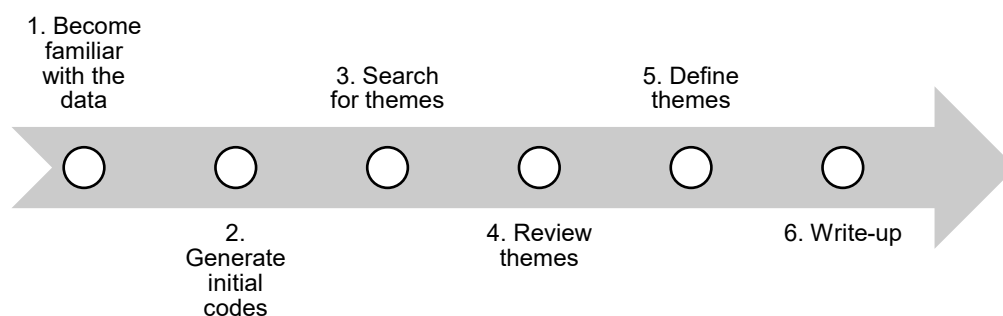 1. Become
familiar
with the
data
2.
Generate
initial
codes
3. Search
for themes
4. Review
themes
5. Define
themes
6. Write-up